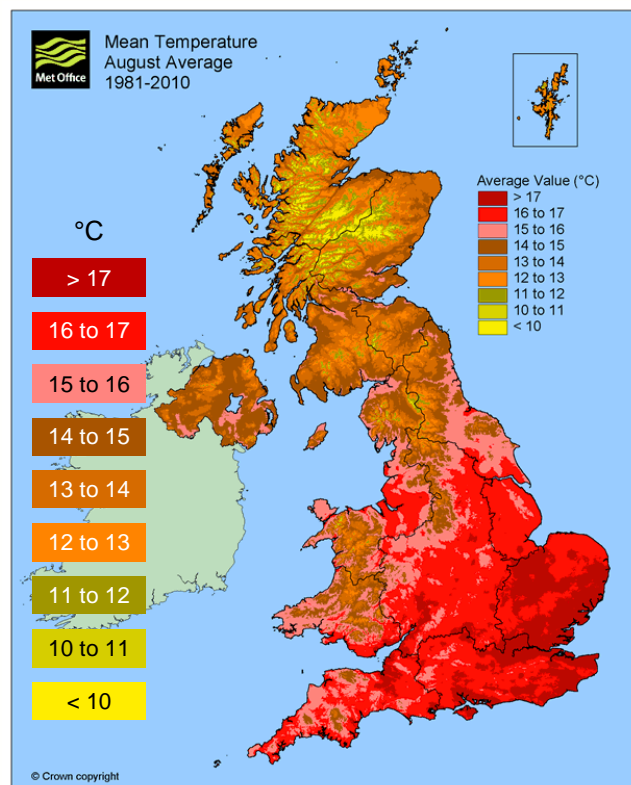 Met Office
Mean Temperature
August Average
1981-2010
Average Value (°C)
> 17
16 to 17
15 to 16
14 to 15
13 to 14
12 to 13
11 to 12
10 to 11
< 10
°C
> 17
16 to 17
15 to 16
14 to 15
13 to 14
12 to 13
11 to 12
10 to 11
< 10
© Crown copyright